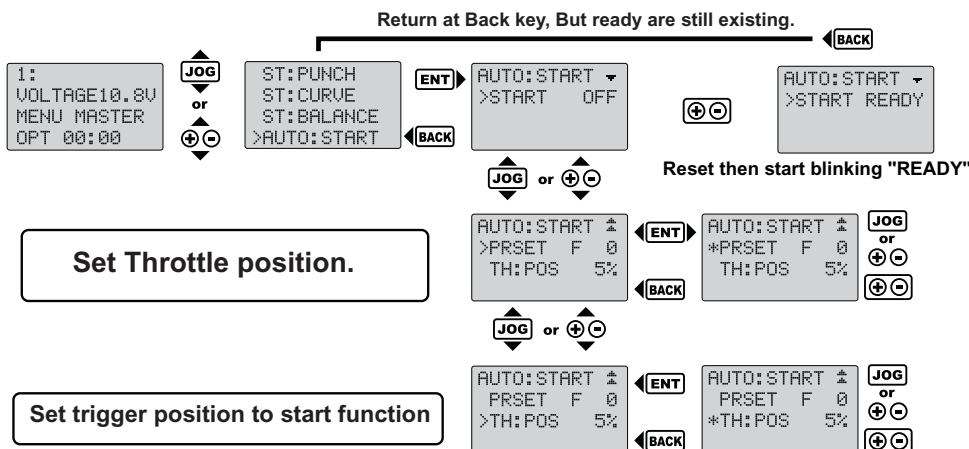 Return at Back key, But ready are still existing.
BACK
1:
VOLTAGE10.8V
MENU MASTER
OPT 00:00
JOG
or
ST:PUNCH
ST:CURVE
ST:BALANCE
>AUTO:START
ENT
BACK
AUTO:START
>START OFF
AUTO:START
>START READY
Reset then start blinking "READY"
JOG or
Set Throttle position.
AUTO:START
>PRSET F 0
TH:POS 5%
ENT
BACK
AUTO:START
*PRSET F 0
TH:POS 5%
JOG
or
JOG or
Set trigger position to start function
AUTO:START
PRSET F 0
>TH:POS 5%
ENT
BACK
AUTO:START
PRSET F 0
*TH:POS 5%
JOG
or